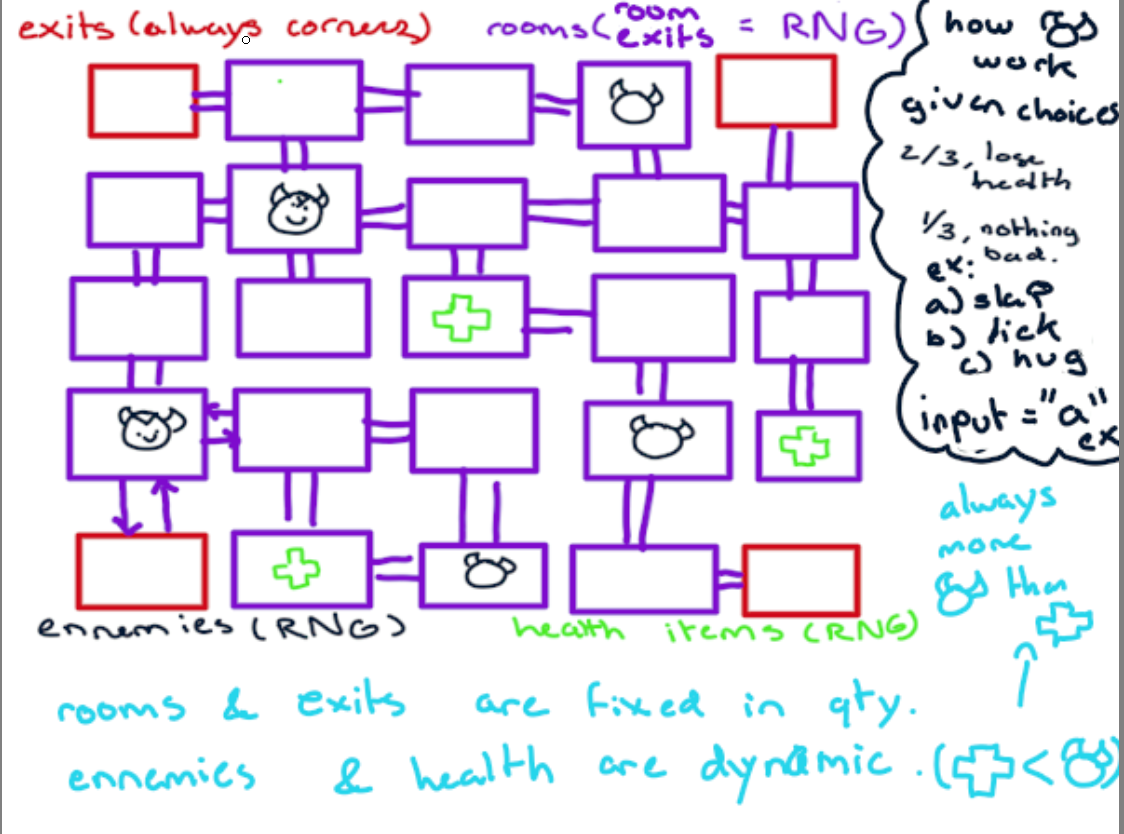 exits (always corners)
rooms (room exits = RNG)
how
work
given choices
2/3, lose
health
1/3, nothing
bad.
ex:
a) slap
b) lick
c) hug
input = "a"
ex
always
more
than
ennemies (RNG)
health items (RNG)
rooms & exits are fixed in qty.
ennemies & health are dynamic. ( < )